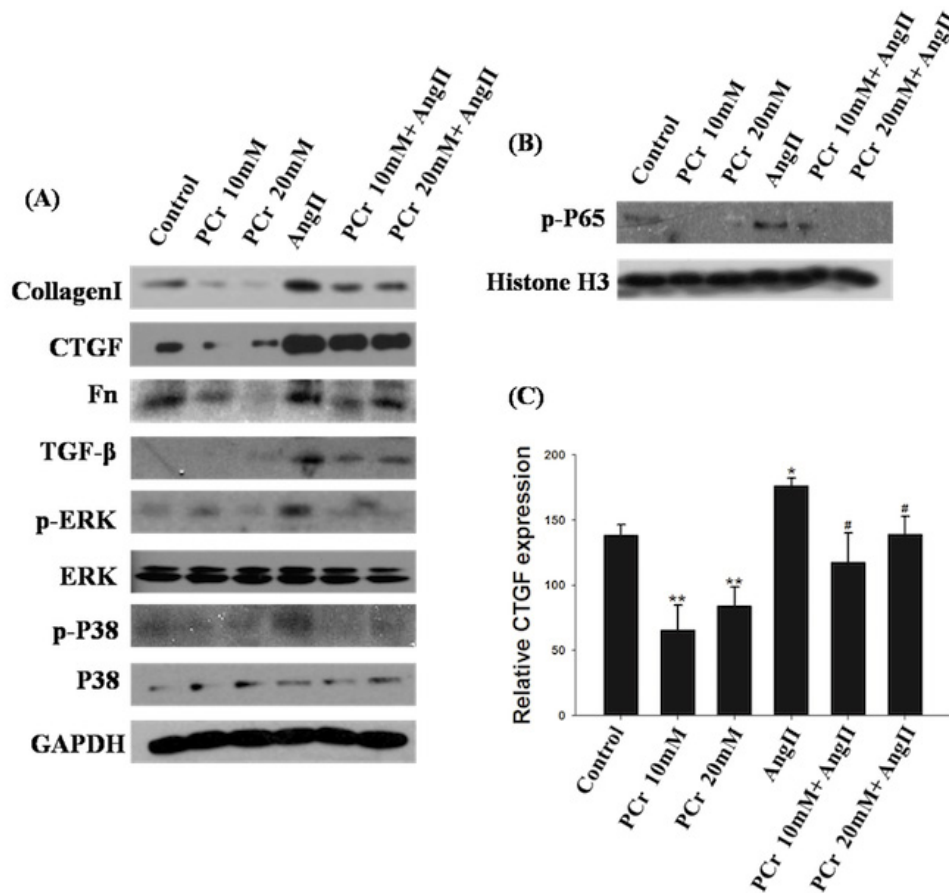 (A)
Control
PCr 10mM
PCr 20mM
AngII
PCr 10mM+ AngII
PCr 20mM+ AngII
CollagenI
CTGF
Fn
TGF-β
p-ERK
ERK
p-P38
P38
GAPDH
(B)
Control
PCr 10mM
PCr 20mM
AngII
PCr 10mM+ AngII
PCr 20mM+ AngII
p-P65
Histone H3
(C)
Relative CTGF expression
200
150
100
50
0
**
**
*
#
#
Control
PCr 10mM
PCr 20mM
AngII
PCr 10mM+ AngII
PCr 20mM+ AngII